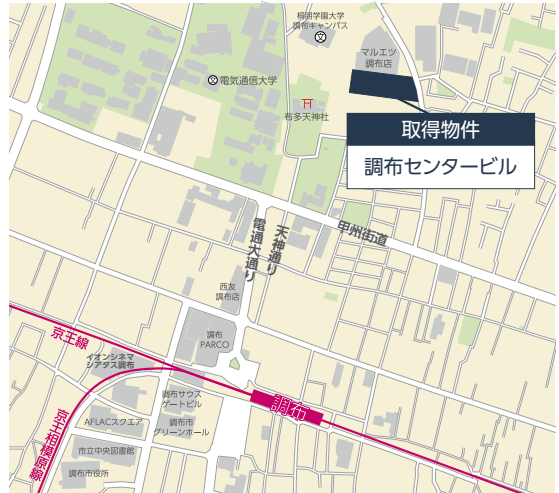 桐朋学園大学
調布キャンパス
マルエツ
調布店
電気通信大学
布多天神社
取得物件
調布センタービル
甲州街道
天神通り
電通大通り
西友
調布店
調布
PARCO
京王線
イオンシネマ
シアタス調布
調布サウス
ゲートビル
調布
AFLACスクエア
調布市
グリーンホール
京王相模原線
市立中央図書館
調布市役所